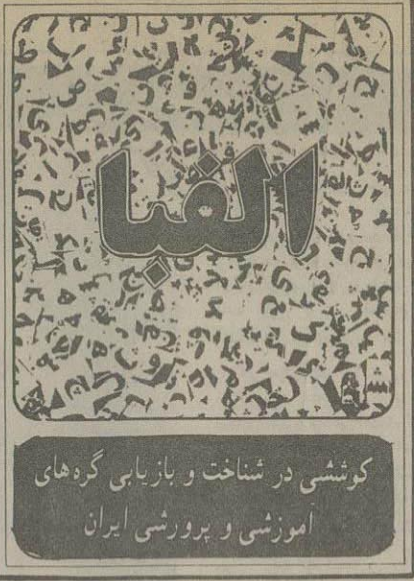 الفبا
کوششی در شناخت و بازیابی گره‌های
آموزشی و پرورشی ایران